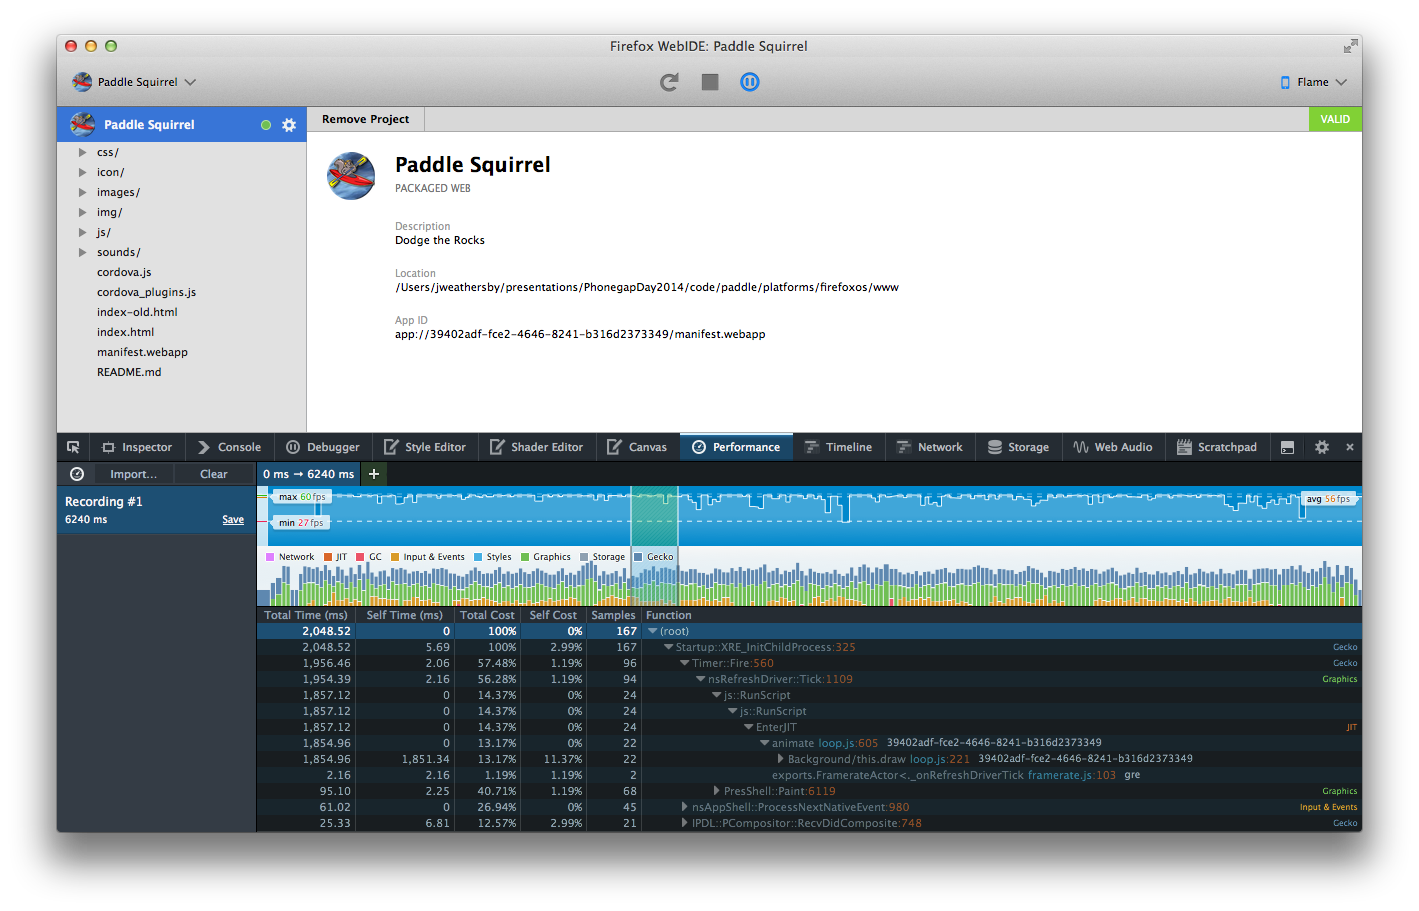 Firefox WebIDE: Paddle Squirrel
Paddle Squirrel
Flame
Paddle Squirrel
Remove Project
VALID
css/
icon/
images/
img/
js/
sounds/
cordova.js
cordova_plugins.js
index-old.html
index.html
manifest.webapp
README.md
Paddle Squirrel
PACKAGED WEB
Description
Dodge the Rocks
Location
/Users/jweathersby/presentations/PhonegapDay2014/code/paddle/platforms/firefoxos/www
App ID
app://39402adf-fce2-4646-8241-b316d2373349/manifest.webapp
Inspector Console Debugger Style Editor Shader Editor Canvas Performance Timeline Network Storage Web Audio Scratchpad
Import... Clear
0 ms → 6240 ms +
Recording #1
6240 ms Save
max 60 fps
avg 56 fps
min 27 fps
Network JIT GC Input & Events Styles Graphics Storage Gecko
Total Time (ms) Self Time (ms) Total Cost Self Cost Samples Function
2,048.52 0 100% 0% 167 (root)
2,048.52 5.69 100% 2.99% 167 Startup::XRE_InitChildProcess:325 Gecko
1,956.46 2.06 57.48% 1.19% 96 Timer::Fire:560 Gecko
1,954.39 2.16 56.28% 1.19% 94 nsRefreshDriver::Tick:1109 Graphics
1,857.12 0 14.37% 0% 24 js::RunScript
1,857.12 0 14.37% 0% 24 js::RunScript
1,857.12 0 14.37% 0% 24 EnterJIT JIT
1,854.96 0 13.17% 0% 22 animate loop.js:605 39402adf-fce2-4646-8241-b316d2373349
1,854.96 1,851.34 13.17% 11.37% 22 Background/this.draw loop.js:221 39402adf-fce2-4646-8241-b316d2373349
2.16 2.16 1.19% 1.19% 2 exports.FramerateActor<._onRefreshDriverTick framerate.js:103 gre
95.10 2.25 40.71% 1.19% 68 PresShell::Paint:6119 Graphics
61.02 0 26.94% 0% 45 nsAppShell::ProcessNextNativeEvent:980 Input & Events
25.33 6.81 12.57% 2.99% 21 IPDL::PCompositor::RecvDidComposite:748 Gecko